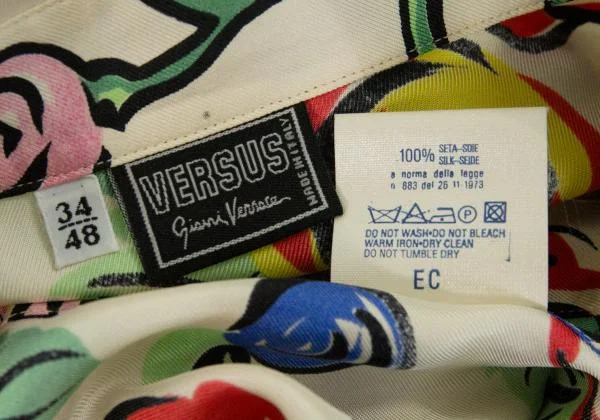 34
48
VERSUS
Gianni Versace
MADE IN ITALY
100% SETA-SOIE
SILK-SEIDE
a norma della legge
n 883 del 26 11 1973
P
DO NOT WASH•DO NOT BLEACH
WARM IRON•DRY CLEAN
DO NOT TUMBLE DRY
EC